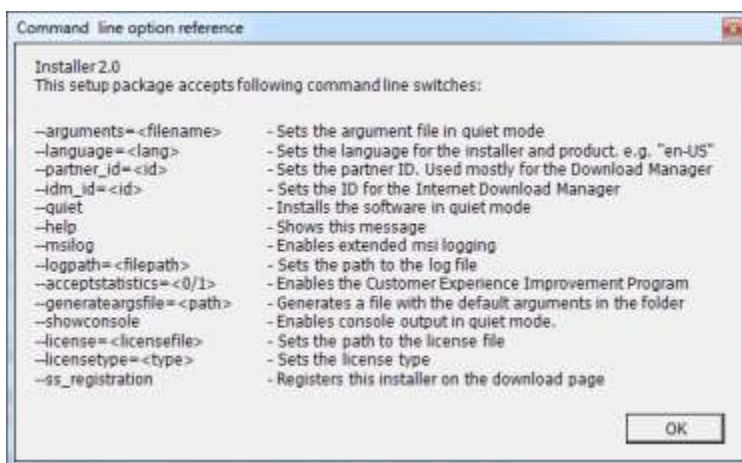 Command line option reference
Installer 2.0
This setup package accepts following command line switches:
--arguments=<filename> - Sets the argument file in quiet mode
--language=<lang> - Sets the language for the installer and product. e.g. "en-US"
--partner_id=<id> - Sets the partner ID. Used mostly for the Download Manager
--idm_id=<id> - Sets the ID for the Internet Download Manager
--quiet - Installs the software in quiet mode
--help - Shows this message
--msilog - Enables extended msi logging
--logpath=<filepath> - Sets the path to the log file
--acceptstatistics=<0/1> - Enables the Customer Experience Improvement Program
--generateargsfile=<path> - Generates a file with the default arguments in the folder
--showconsole - Enables console output in quiet mode.
--license=<licensefile> - Sets the path to the license file
--licensetype=<type> - Sets the license type
--ss_registration - Registers this installer on the download page
OK